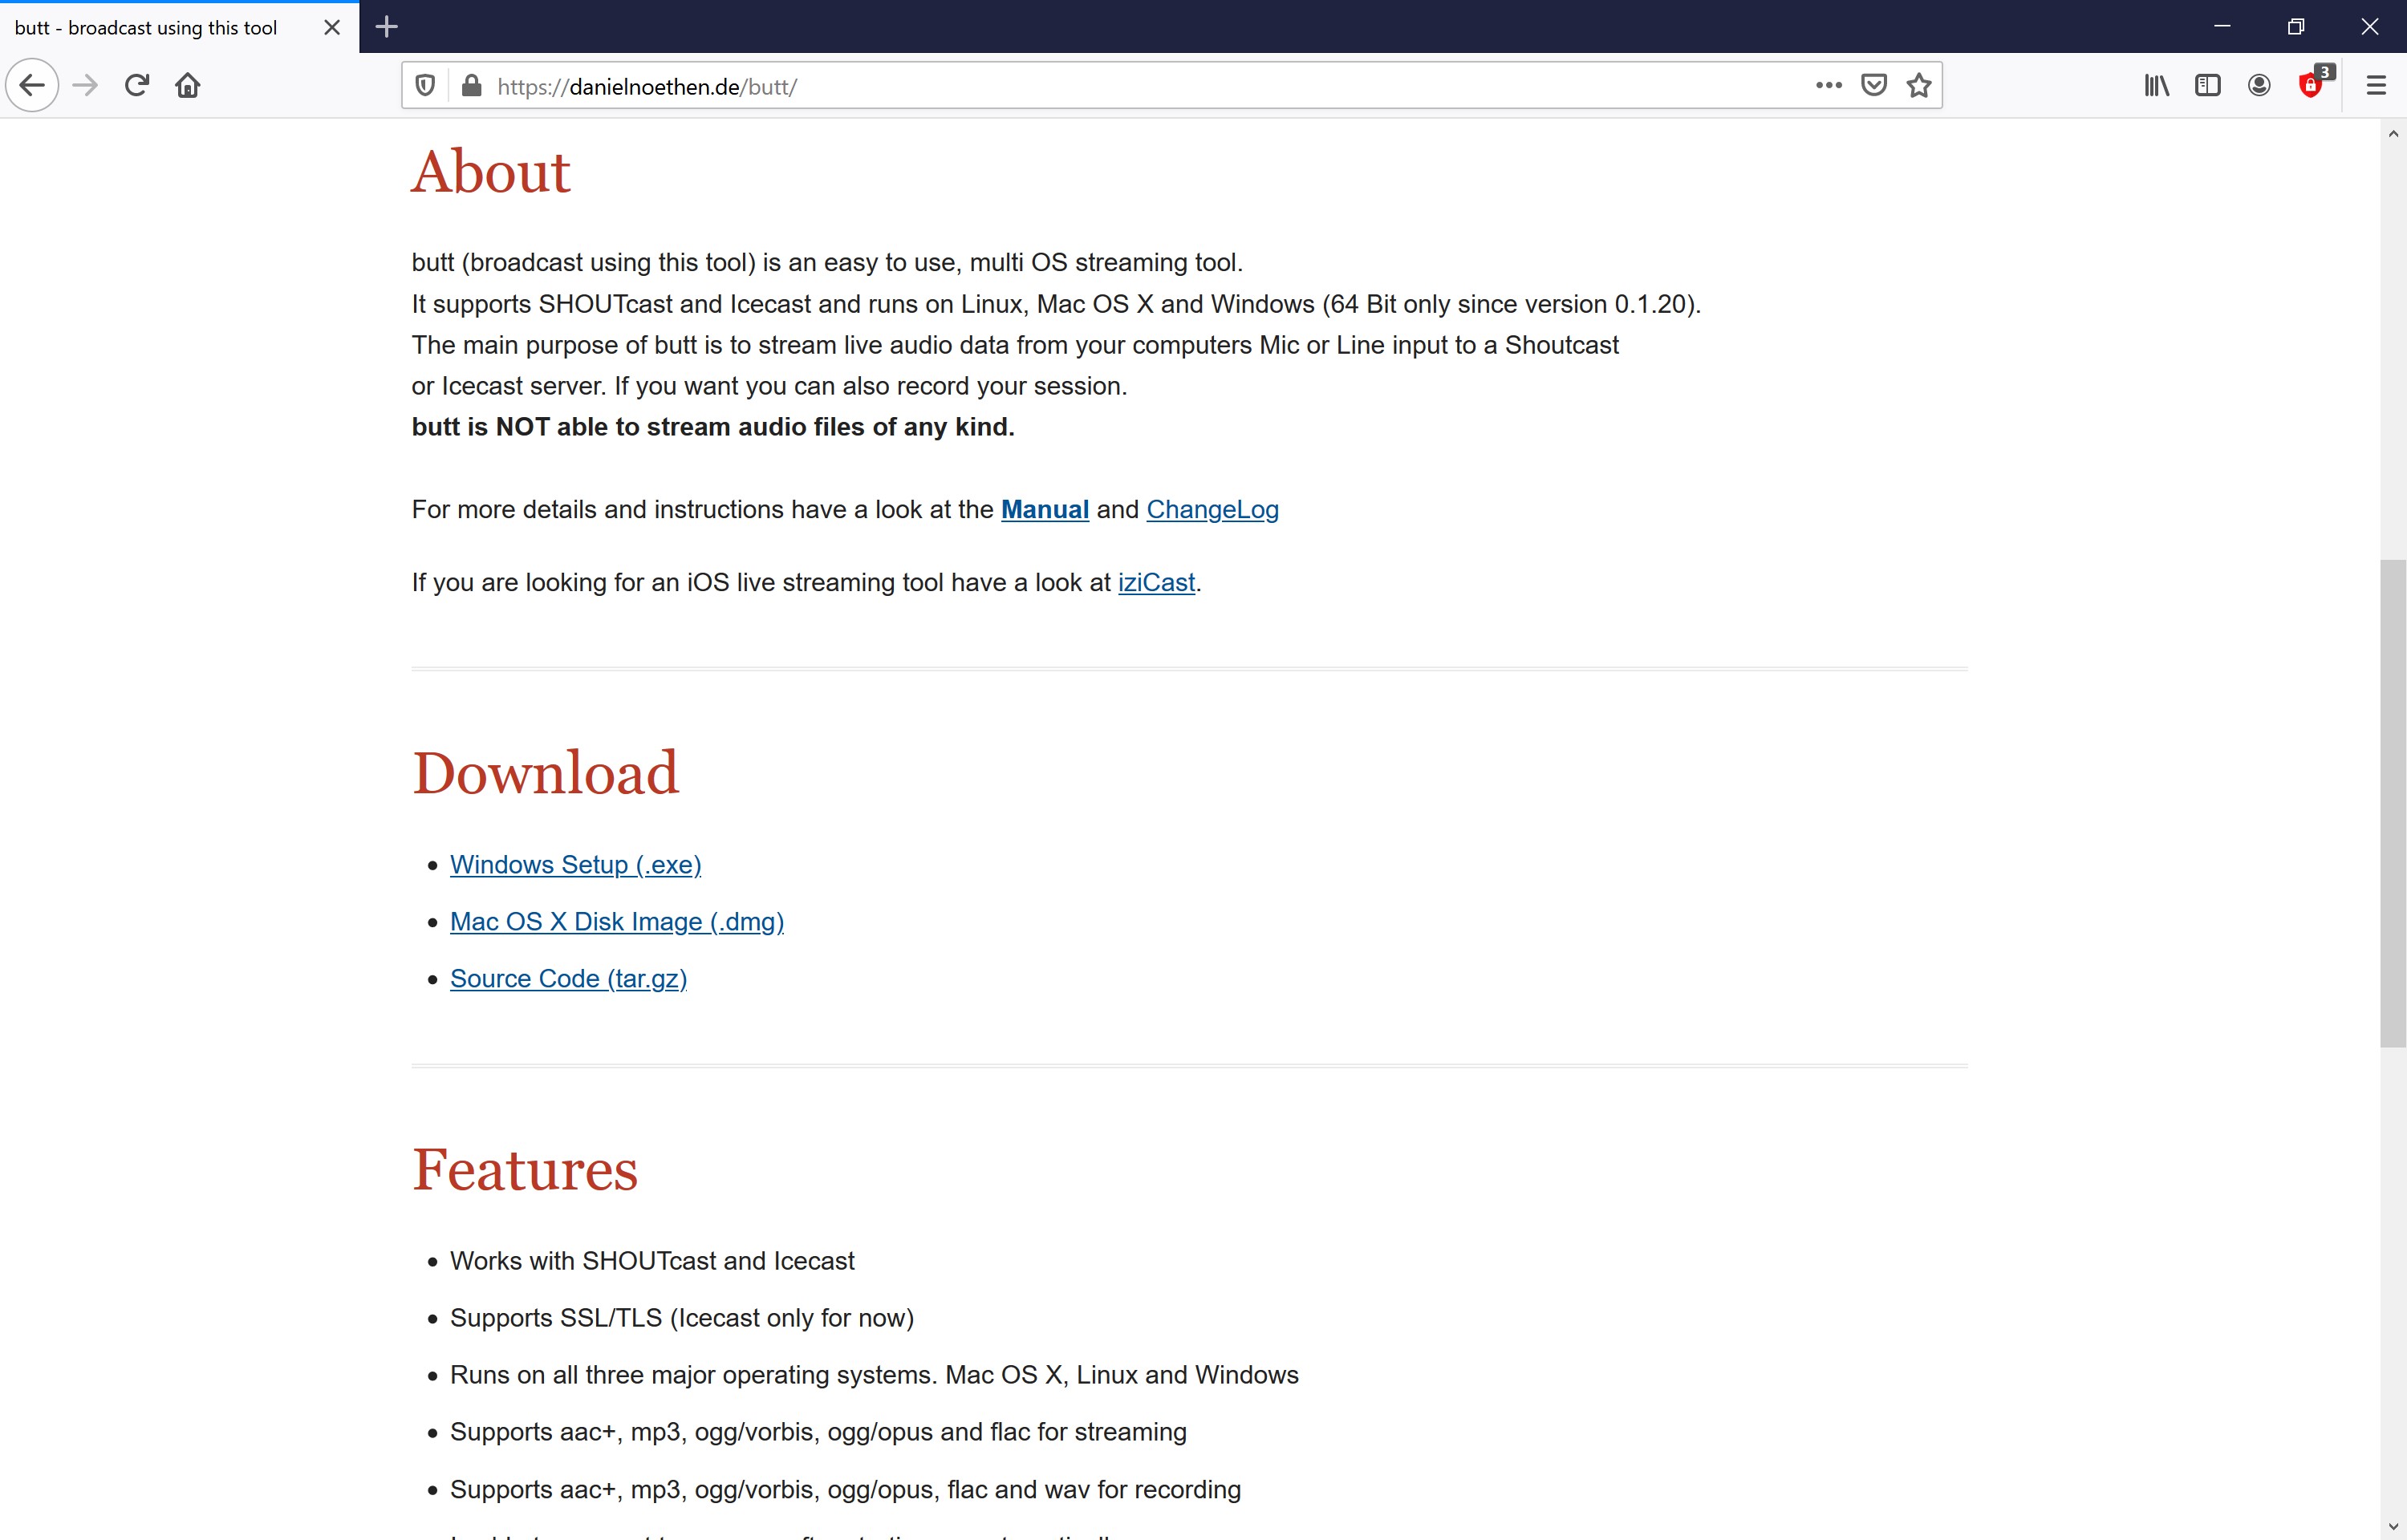 butt - broadcast using this tool
https://danielnoethen.de/butt/
3
About
butt (broadcast using this tool) is an easy to use, multi OS streaming tool.
It supports SHOUTcast and Icecast and runs on Linux, Mac OS X and Windows (64 Bit only since version 0.1.20).
The main purpose of butt is to stream live audio data from your computers Mic or Line input to a Shoutcast
or Icecast server. If you want you can also record your session.
butt is NOT able to stream audio files of any kind.
For more details and instructions have a look at the Manual and ChangeLog
If you are looking for an iOS live streaming tool have a look at iziCast.
Download
• Windows Setup (.exe)
• Mac OS X Disk Image (.dmg)
• Source Code (tar.gz)
Features
• Works with SHOUTcast and Icecast
• Supports SSL/TLS (Icecast only for now)
• Runs on all three major operating systems. Mac OS X, Linux and Windows
• Supports aac+, mp3, ogg/vorbis, ogg/opus and flac for streaming
• Supports aac+, mp3, ogg/vorbis, ogg/opus, flac and wav for recording